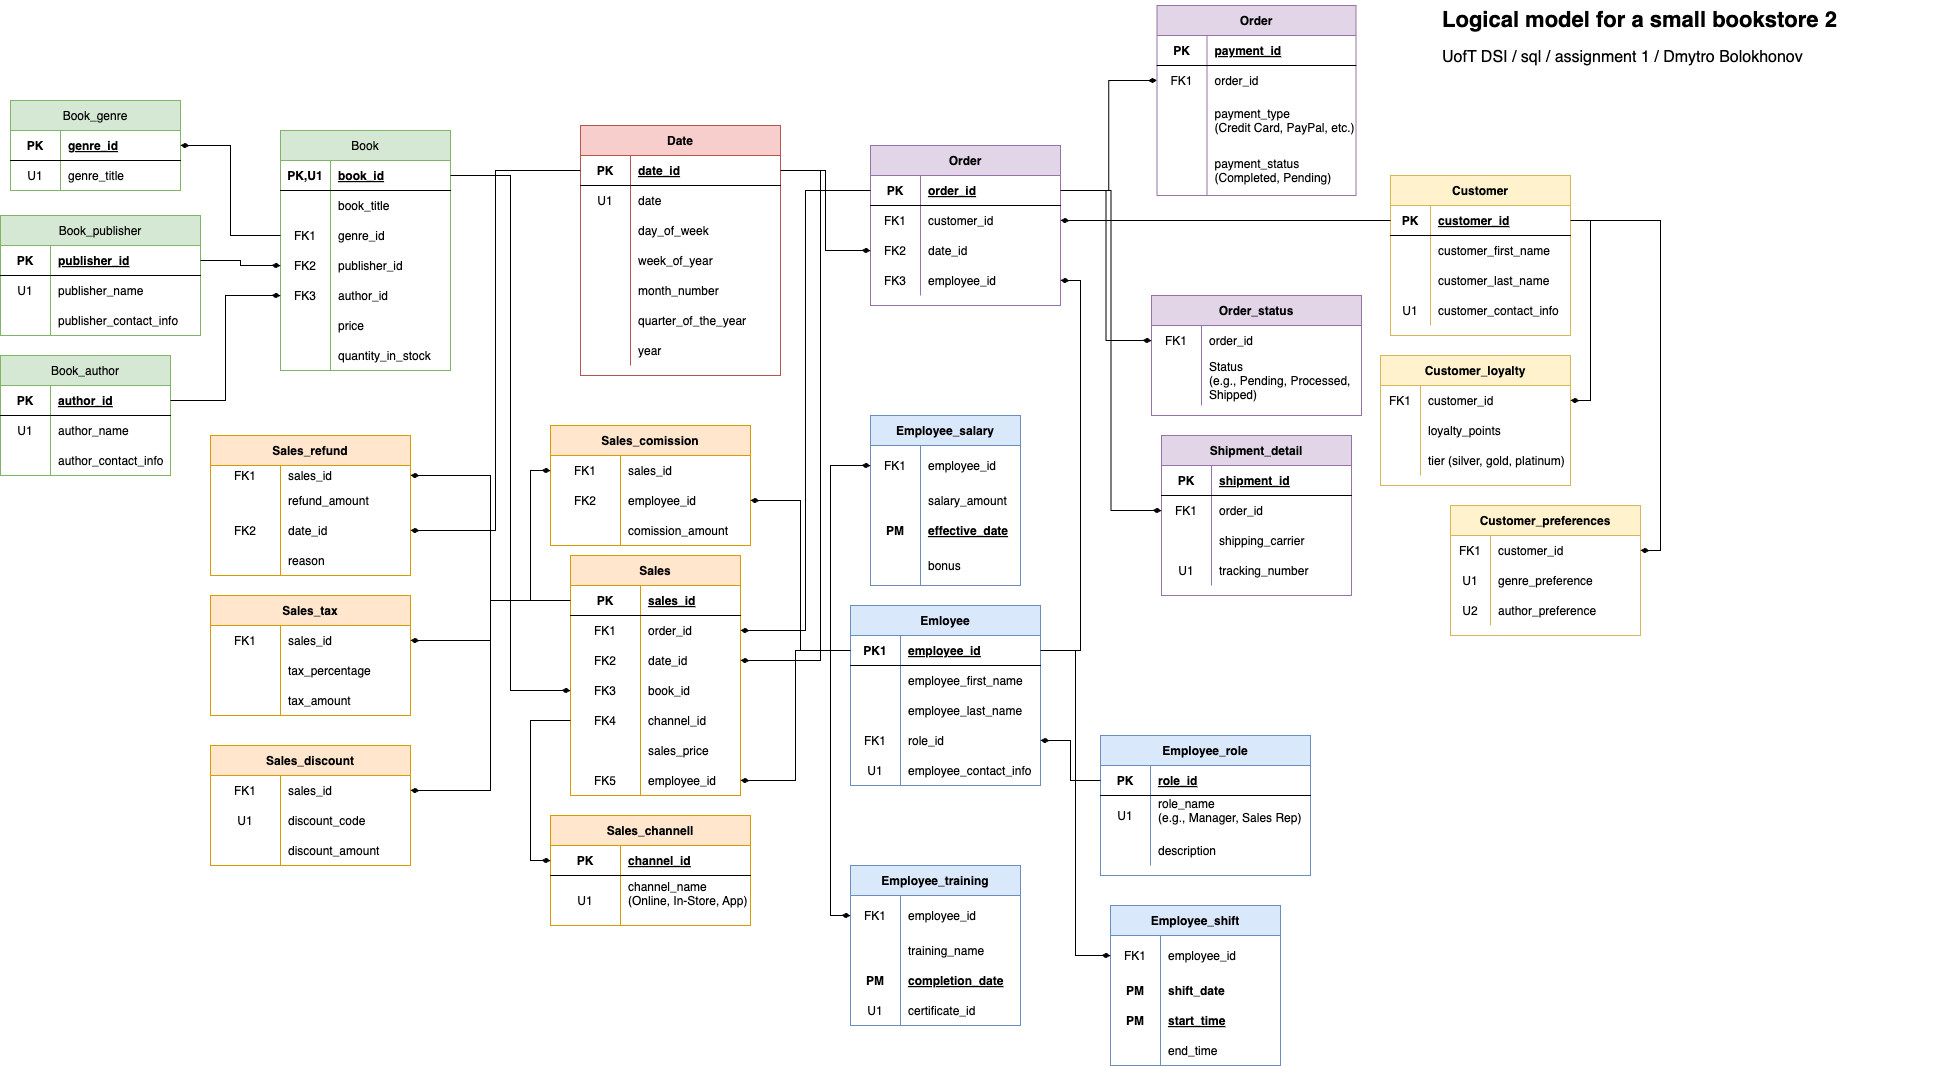 Logical model for a small bookstore 2
UofT DSI / sql / assignment 1 / Dmytro Bolokhonov
Book_genre
PK genre_id
U1 genre_title
Book_publisher
PK publisher_id
U1 publisher_name
publisher_contact_info
Book_author
PK author_id
U1 author_name
author_contact_info
Book
PK,U1 book_id
book_title
FK1 genre_id
FK2 publisher_id
FK3 author_id
price
quantity_in_stock
Date
PK date_id
U1 date
day_of_week
week_of_year
month_number
quarter_of_the_year
year
Order
PK order_id
FK1 customer_id
FK2 date_id
FK3 employee_id
Order
PK payment_id
FK1 order_id
payment_type
(Credit Card, PayPal, etc.)
payment_status
(Completed, Pending)
Order_status
FK1 order_id
Status
(e.g., Pending, Processed,
Shipped)
Shipment_detail
PK shipment_id
FK1 order_id
shipping_carrier
U1 tracking_number
Customer
PK customer_id
customer_first_name
customer_last_name
U1 customer_contact_info
Customer_loyalty
FK1 customer_id
loyalty_points
tier (silver, gold, platinum)
Customer_preferences
FK1 customer_id
U1 genre_preference
U2 author_preference
Sales_refund
FK1 sales_id
refund_amount
FK2 date_id
reason
Sales_tax
FK1 sales_id
tax_percentage
tax_amount
Sales_discount
FK1 sales_id
U1 discount_code
discount_amount
Sales_comission
FK1 sales_id
FK2 employee_id
comission_amount
Sales
PK sales_id
FK1 order_id
FK2 date_id
FK3 book_id
FK4 channel_id
sales_price
FK5 employee_id
Sales_channell
PK channel_id
U1 channel_name
(Online, In-Store, App)
Employee_salary
FK1 employee_id
salary_amount
PM effective_date
bonus
Emloyee
PK1 employee_id
employee_first_name
employee_last_name
FK1 role_id
U1 employee_contact_info
Employee_training
FK1 employee_id
training_name
PM completion_date
U1 certificate_id
Employee_role
PK role_id
U1 role_name
(e.g., Manager, Sales Rep)
description
Employee_shift
FK1 employee_id
PM shift_date
PM start_time
end_time